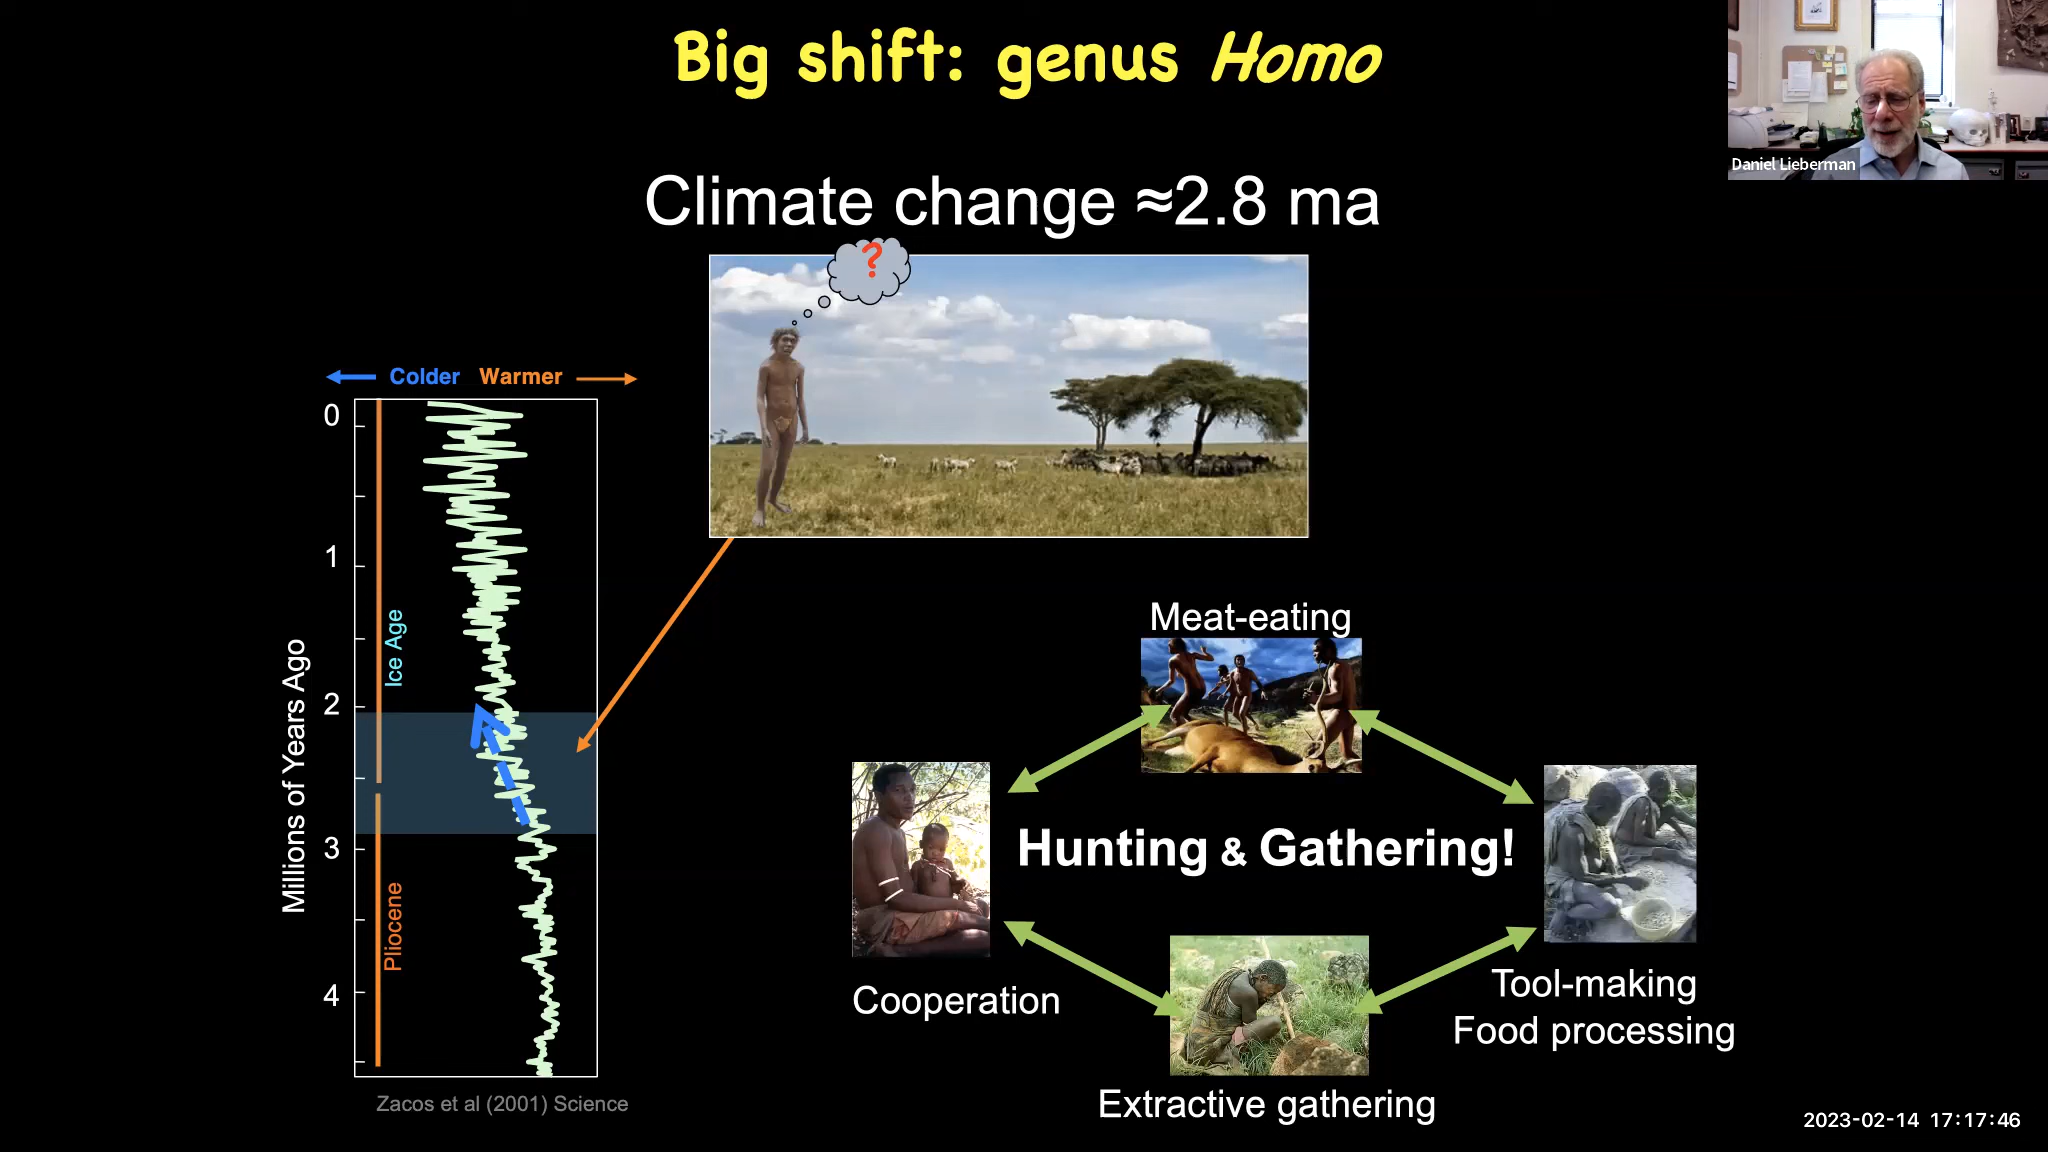 Big shift: genus Homo
Daniel Lieberman
Climate change ≈2.8 ma
?
Colder Warmer
0
1
2
3
4
Millions of Years Ago
Ice Age
Pliocene
Zacos et al (2001) Science
Meat-eating
Hunting & Gathering!
Cooperation
Tool-making
Food processing
Extractive gathering
2023-02-14 17:17:46